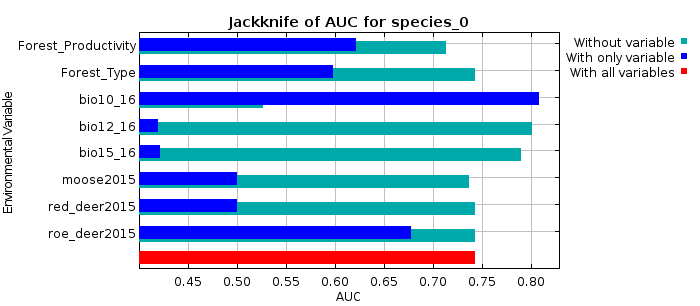 Jackknife of AUC for species_0
Without variable
With only variable
With all variables
Environmental Variable
Forest_Productivity
Forest_Type
bio10_16
bio12_16
bio15_16
moose2015
red_deer2015
roe_deer2015
0.45 0.50 0.55 0.60 0.65 0.70 0.75 0.80
AUC